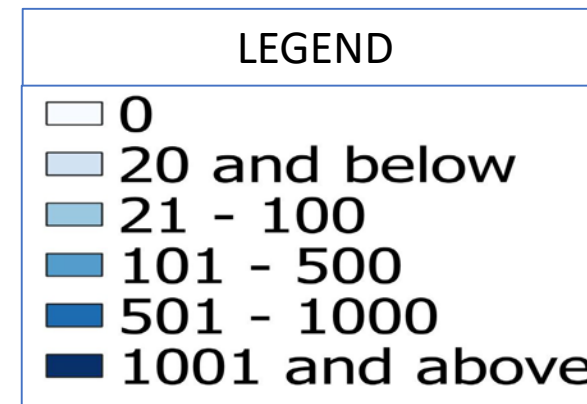 LEGEND
0
20 and below
21 - 100
101 - 500
501 - 1000
1001 and above